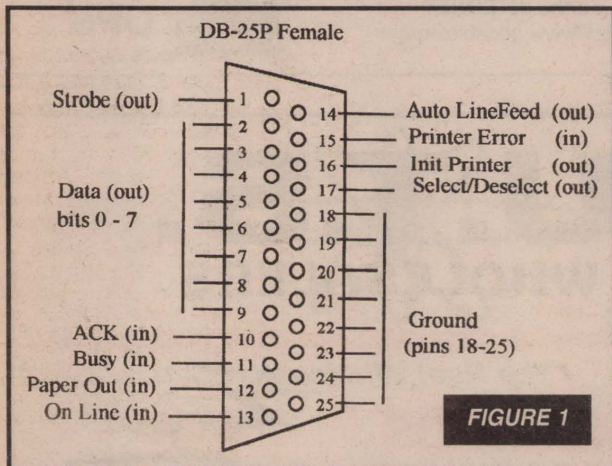 DB-25P Female
Strobe (out)
Data (out)
bits 0 - 7
ACK (in)
Busy (in)
Paper Out (in)
On Line (in)
1
2
3
4
5
6
7
8
9
10
11
12
13
14
15
16
17
18
19
20
21
22
23
24
25
Auto LineFeed (out)
Printer Error (in)
Init Printer (out)
Select/Deselect (out)
Ground
(pins 18-25)
FIGURE 1